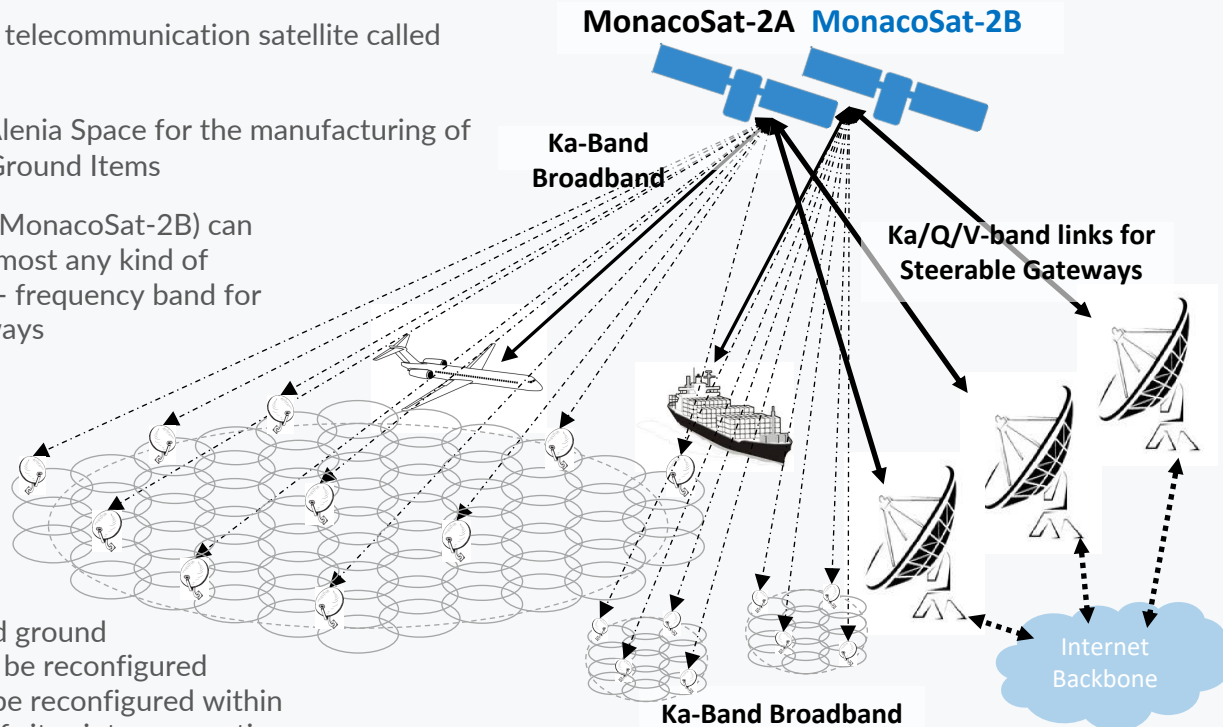 telecommunication satellite called
lenia Space for the manufacturing of
Ground Items
MonacoSat-2B) can
most any kind of
- frequency band for
ways
d ground
be reconfigured
be reconfigured within
MonacoSat-2A MonacoSat-2B
Ka-Band
Broadband
Ka/Q/V-band links for
Steerable Gateways
Internet
Backbone
Ka-Band Broadband